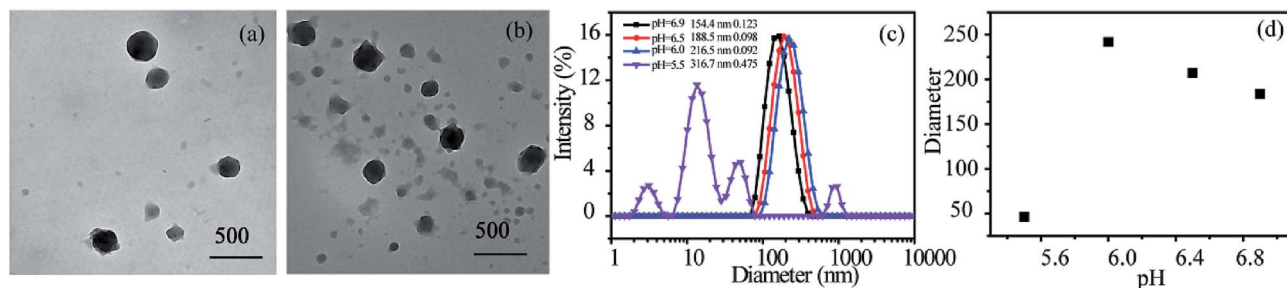 (a)
500
(b)
500
(c)
pH=6.9 154.4 nm 0.123
pH=6.5 188.5 nm 0.098
pH=6.0 216.5 nm 0.092
pH=5.5 316.7 nm 0.475
Intensity (%)
16
12
8
4
0
1 10 100 1000 10000
Diameter (nm)
(d)
Diameter
250
200
150
100
50
5.6 6.0 6.4 6.8
pH